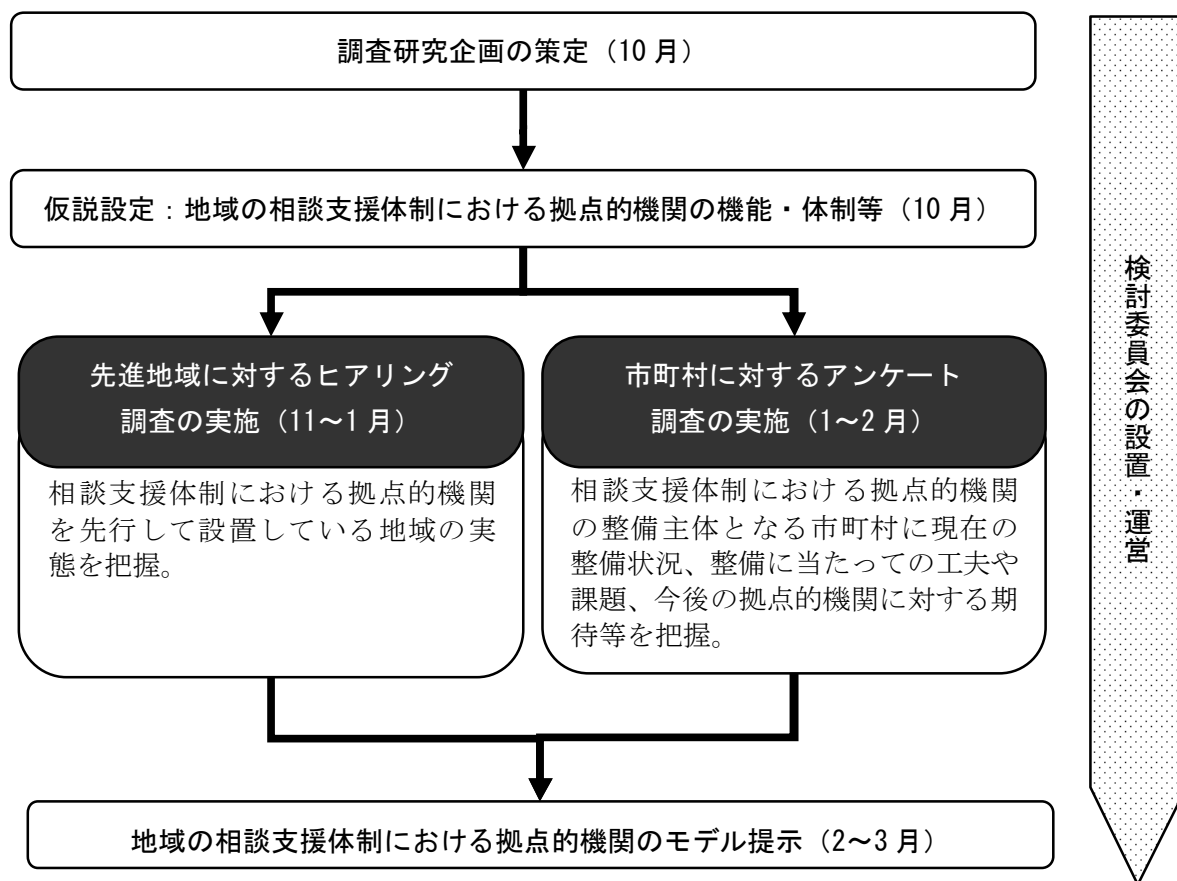 調査研究企画の策定（10 月）
仮説設定：地域の相談支援体制における拠点的機関の機能・体制等（10 月）
先進地域に対するヒアリング
調査の実施（11～1 月）
相談支援体制における拠点的機関
を先行して設置している地域の実
態を把握。
市町村に対するアンケート
調査の実施（1～2 月）
相談支援体制における拠点的機関
の整備主体となる市町村に現在の
整備状況、整備に当たっての工夫や
課題、今後の拠点的機関に対する期
待等を把握。
地域の相談支援体制における拠点的機関のモデル提示（2～3 月）
検討委員会の設置・運営